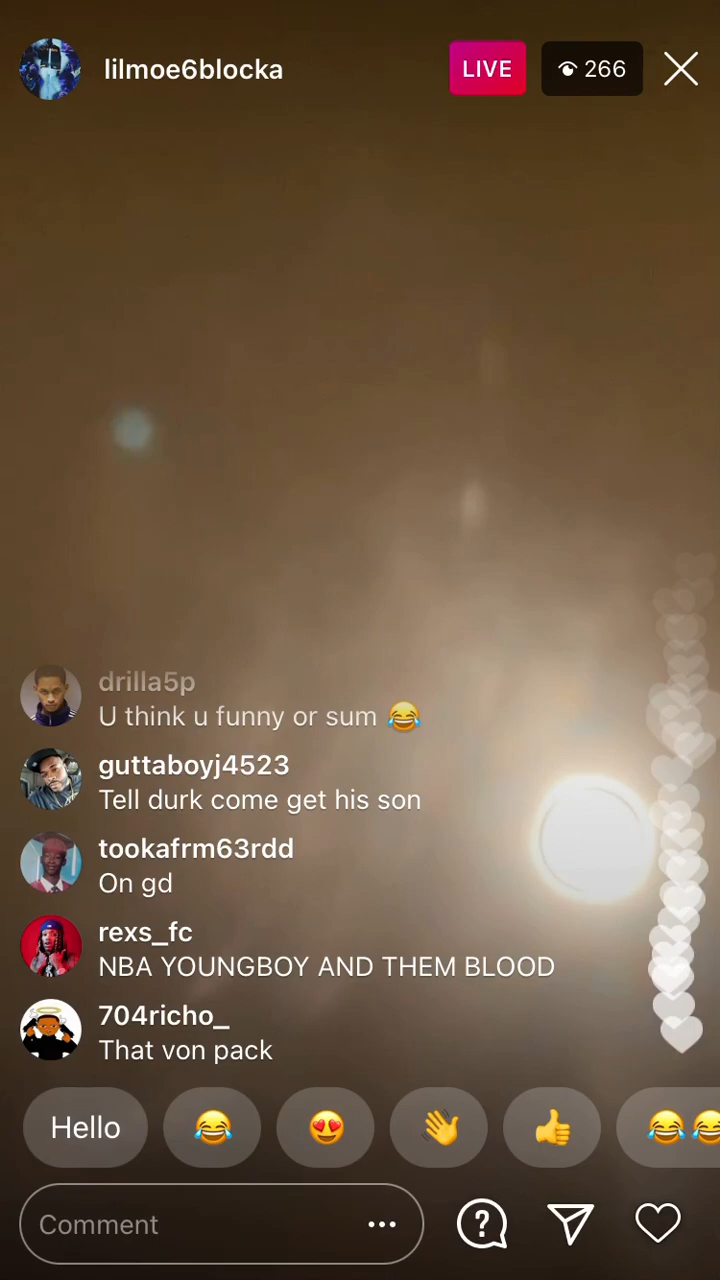 lilmoe6blocka
LIVE
266
drilla5p
U think u funny or sum 😂
guttaboyj4523
Tell durk come get his son
tookafrm63rdd
On gd
rexs_fc
NBA YOUNGBOY AND THEM BLOOD
704richo_
That von pack
Hello 😂 😍 👋 👍 😂😂
Comment